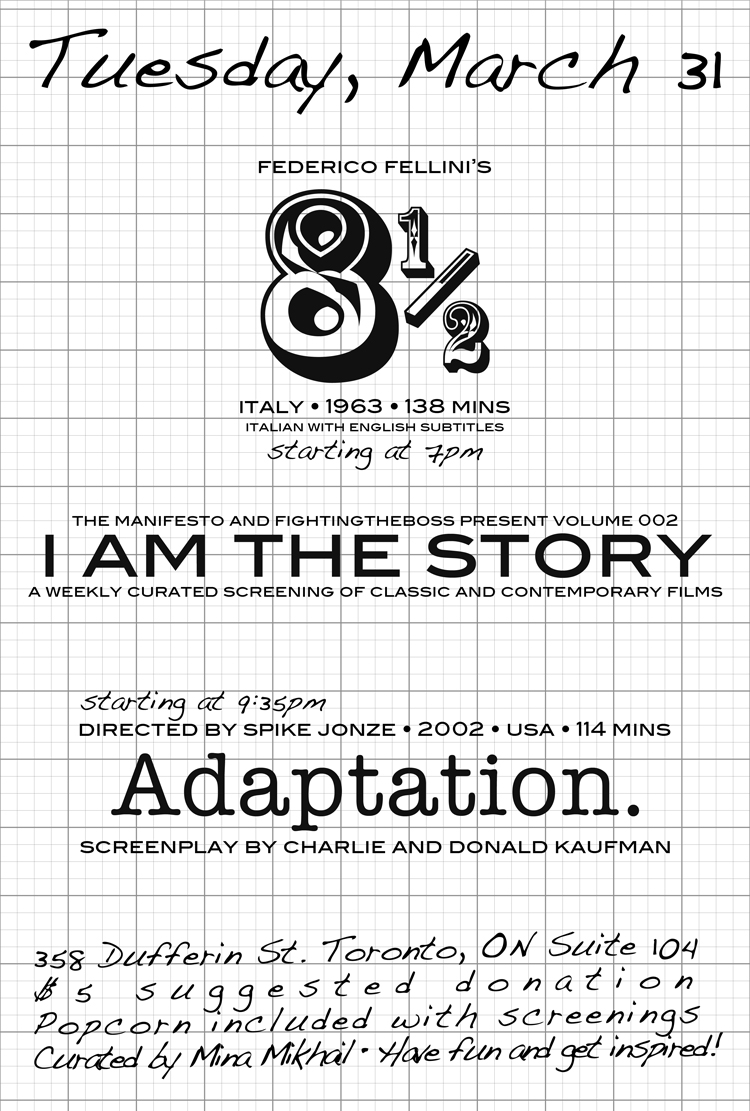 Tuesday, March 31
FEDERICO FELLINI'S
8 1/2
ITALY • 1963 • 138 MINS
ITALIAN WITH ENGLISH SUBTITLES
starting at 7pm
THE MANIFESTO AND FIGHTINGTHEBOSS PRESENT VOLUME 002
I AM THE STORY
A WEEKLY CURATED SCREENING OF CLASSIC AND CONTEMPORARY FILMS
starting at 9:35pm
DIRECTED BY SPIKE JONZE • 2002 • USA • 114 MINS
Adaptation.
SCREENPLAY BY CHARLIE AND DONALD KAUFMAN
358 Dufferin St. Toronto, ON Suite 104
$5 suggested donation
Popcorn included with screenings
Curated by Mina Mikhail • Have fun and get inspired!